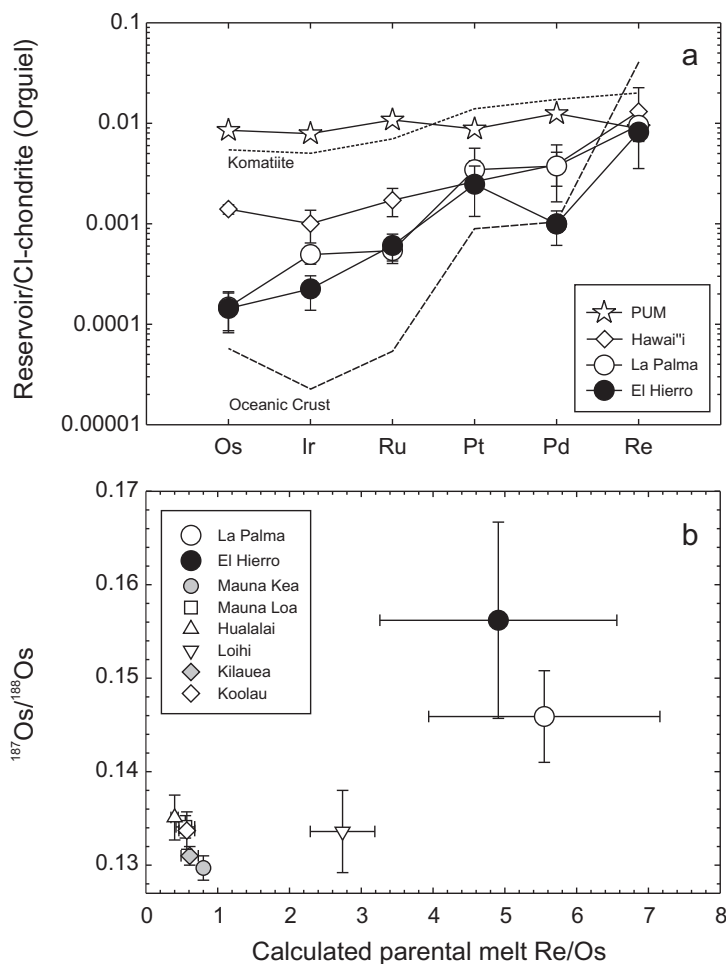 0.1
a
0.01
Komatiite
0.001
0.0001
Oceanic Crust
0.00001
Reservoir/CI-chondrite (Orguiel)
PUM
Hawai"i
La Palma
El Hierro
Os Ir Ru Pt Pd Re
0.17
b
0.16
0.15
0.14
0.13
187Os/188Os
La Palma
El Hierro
Mauna Kea
Mauna Loa
Hualalai
Loihi
Kilauea
Koolau
0 1 2 3 4 5 6 7 8
Calculated parental melt Re/Os